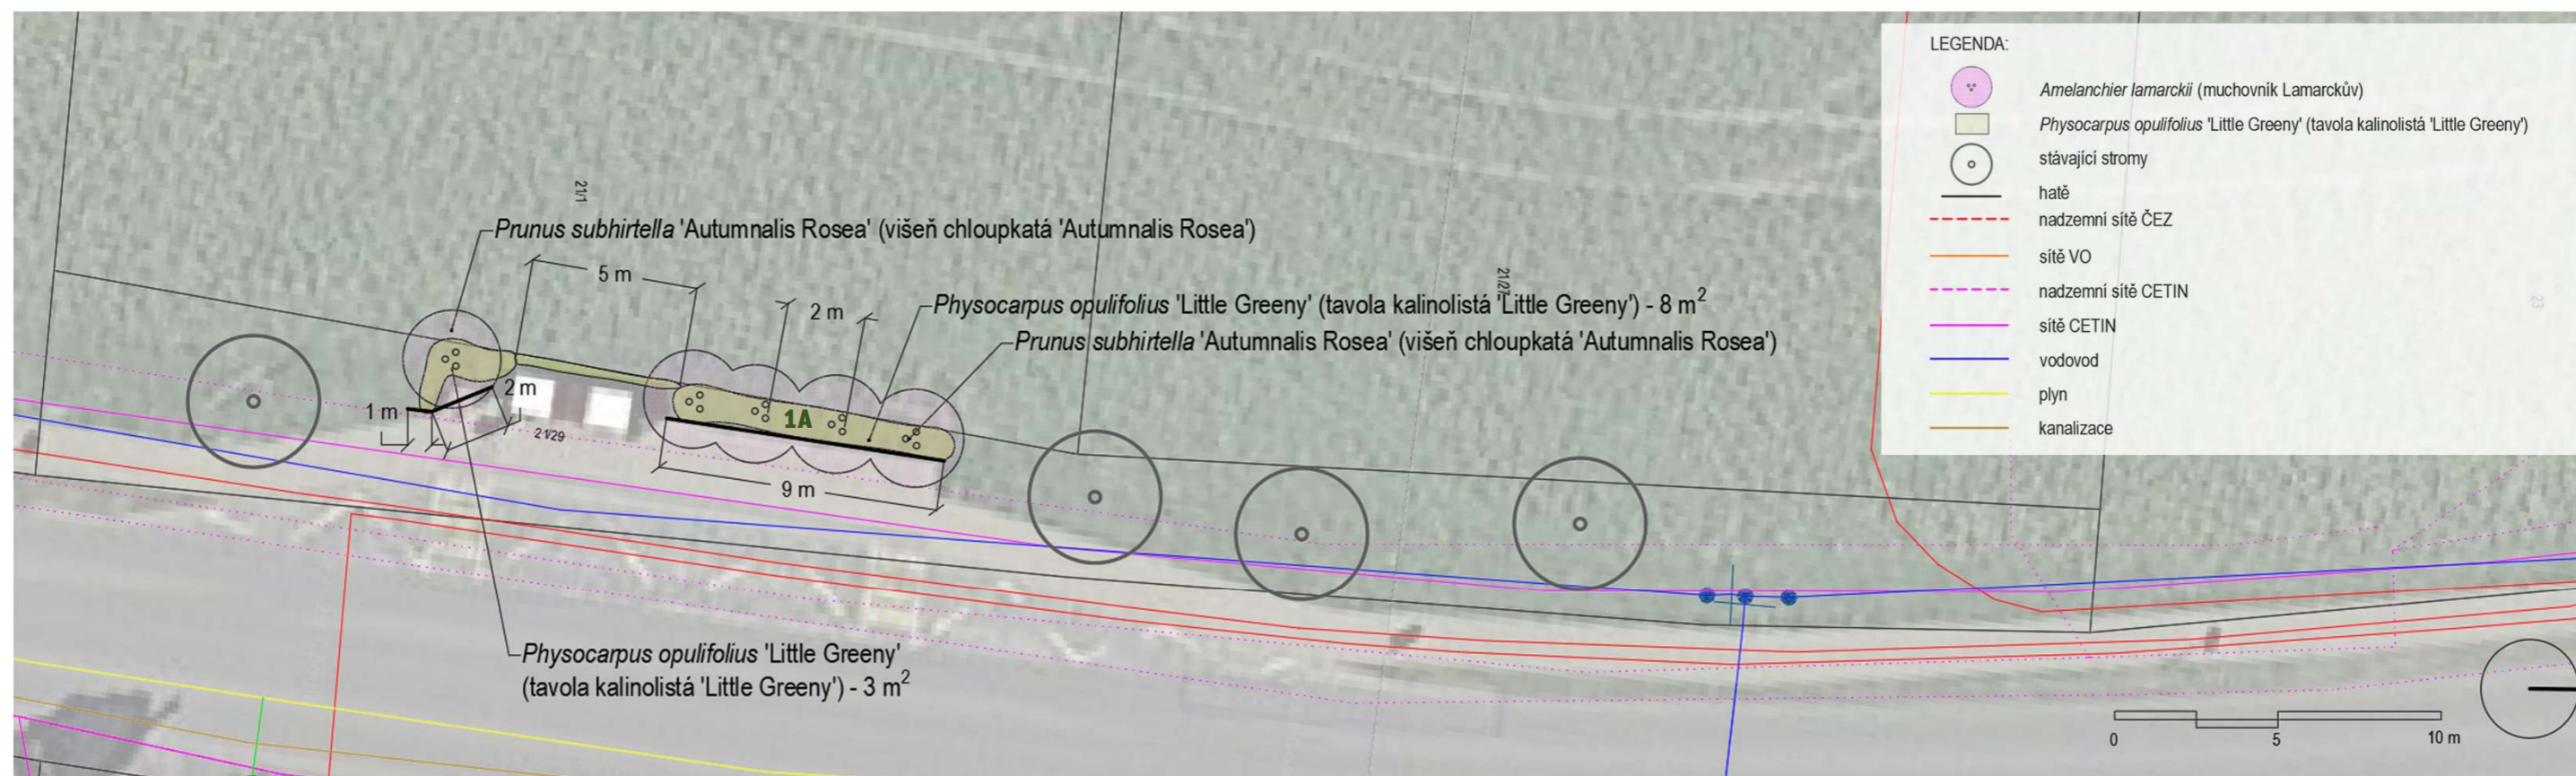 LEGENDA:
Amelanchier lamarckii (muchovník Lamarckův)
Physocarpus opulifolius 'Little Greeny' (tavola kalinolistá 'Little Greeny')
stávající stromy
hatě
nadzemní sítě ČEZ
sítě VO
nadzemní sítě CETIN
sítě CETIN
vodovod
plyn
kanalizace
21/1
Prunus subhirtella 'Autumnalis Rosea' (višeň chloupkatá 'Autumnalis Rosea')
5 m
21/27
2 m
Physocarpus opulifolius 'Little Greeny' (tavola kalinolistá 'Little Greeny') - 8 m2
Prunus subhirtella 'Autumnalis Rosea' (višeň chloupkatá 'Autumnalis Rosea')
23
2 m
1 m
1A
21/29
9 m
Physocarpus opulifolius 'Little Greeny'
(tavola kalinolistá 'Little Greeny') - 3 m2
0 5 10 m